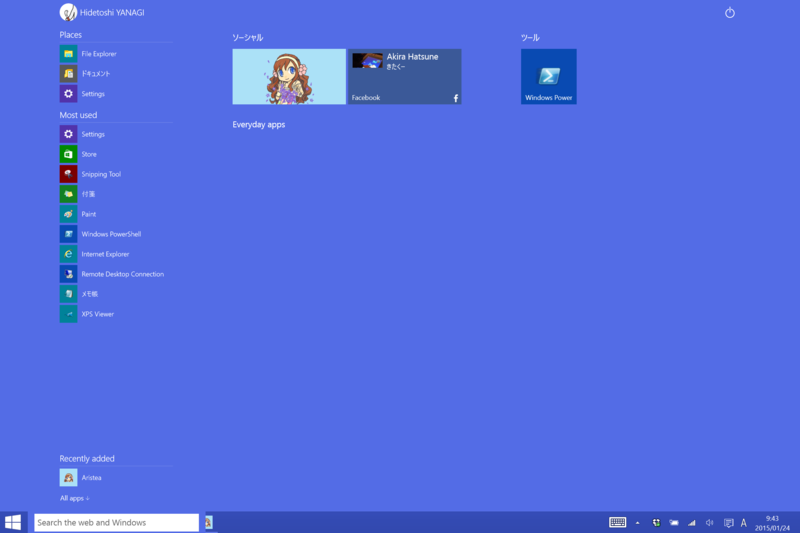 Hidetoshi YANAGI
Places
File Explorer
ドキュメント
Settings
Most used
Settings
Store
Snipping Tool
付箋
Paint
Windows PowerShell
Internet Explorer
Remote Desktop Connection
メモ帳
XPS Viewer
Recently added
Aristea
All apps ↓
ソーシャル
Akira Hatsune
きたくー
Facebook
f
ツール
Windows Power
Everyday apps
Search the web and Windows
A
9:43
2015/01/24